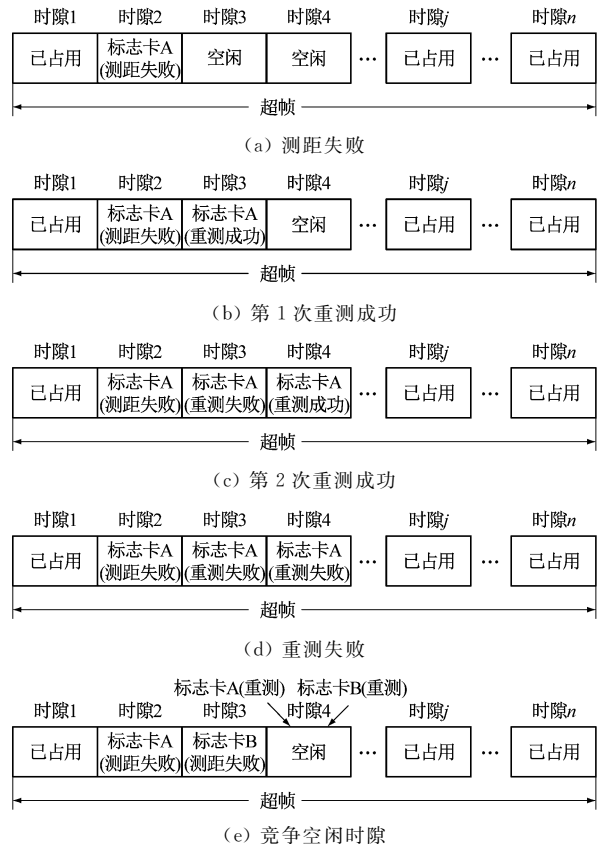 时隙1 时隙2 时隙3 时隙4 时隙j 时隙n
已占用 标志卡A 空闲 空闲 … 已占用 … 已占用
(测距失败)
超帧
(a) 测距失败
时隙1 时隙2 时隙3 时隙4 时隙j 时隙n
已占用 标志卡A 标志卡A 空闲 … 已占用 … 已占用
(测距失败) (重测成功)
超帧
(b) 第1次重测成功
时隙1 时隙2 时隙3 时隙4 时隙j 时隙n
已占用 标志卡A 标志卡A 标志卡A … 已占用 … 已占用
(测距失败) (重测失败) (重测成功)
超帧
(c) 第2次重测成功
时隙1 时隙2 时隙3 时隙4 时隙j 时隙n
已占用 标志卡A 标志卡A 标志卡A … 已占用 … 已占用
(测距失败) (重测失败) (重测失败)
超帧
(d) 重测失败
标志卡A(重测) 标志卡B(重测)
时隙1 时隙2 时隙3 时隙4 时隙j 时隙n
已占用 标志卡A 标志卡B 空闲 … 已占用 … 已占用
(测距失败) (测距失败)
超帧
(e) 竞争空闲时隙